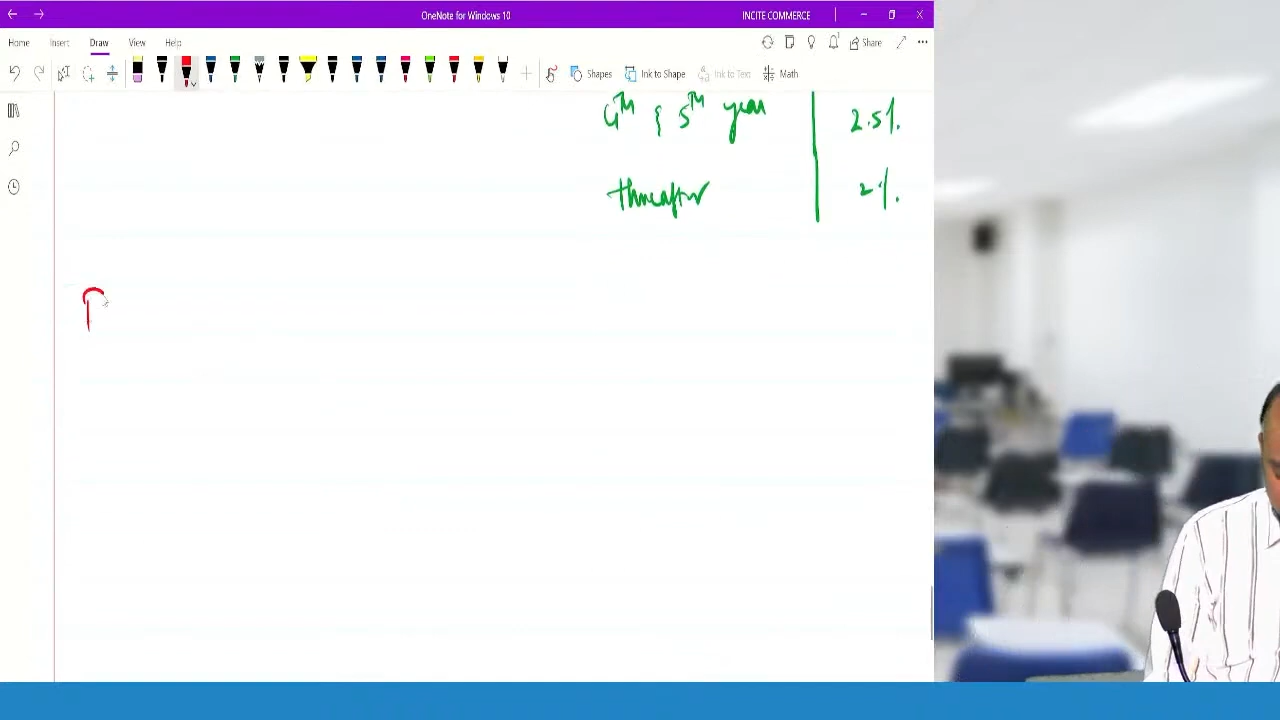 OneNote for Windows 10
INCITE COMMERCE
Home Insert Draw View Help
Share
Shapes Ink to Shape Ink to Text Math
4th & 5th year 2.5%.
thereafter 2%.